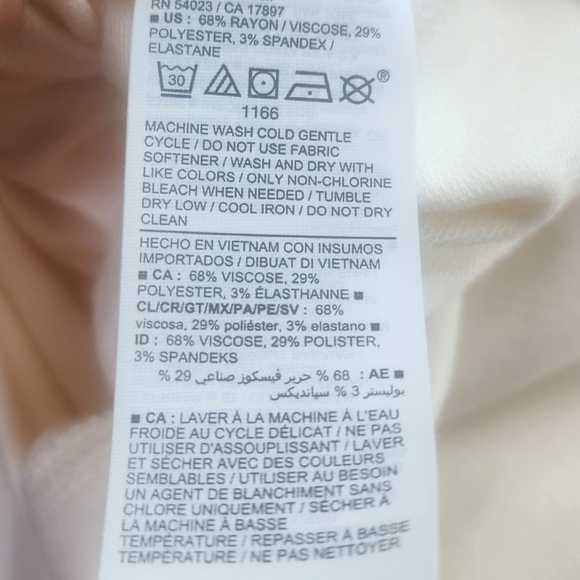 RN 54023 / CA 17897
■ US : 68% RAYON / VISCOSE, 29%
POLYESTER, 3% SPANDEX /
ELASTANE
30
®
1166
MACHINE WASH COLD GENTLE
CYCLE / DO NOT USE FABRIC
SOFTENER / WASH AND DRY WITH
LIKE COLORS / ONLY NON-CHLORINE
BLEACH WHEN NEEDED / TUMBLE
DRY LOW / COOL IRON / DO NOT DRY
CLEAN
HECHO EN VIETNAM CON INSUMOS
IMPORTADOS / DIBUAT DI VIETNAM
■ CA : 68% VISCOSE, 29%
POLYESTER, 3% ÉLASTHANNE ■
CL/CR/GT/MX/PA/PE/SV : 68%
viscosa, 29% poliéster, 3% elastano ■
ID : 68% VISCOSE, 29% POLISTER,
3% SPANDEKS
■ AE : 68 % حرير ڤيسكوز صناعي 29 %
بوليستر 3 % سباندیکس
■ CA : LAVER À LA MACHINE À L'EAU
FROIDE AU CYCLE DÉLICAT / NE PAS
UTILISER D'ASSOUPLISSANT / LAVER
ET SÉCHER AVEC DES COULEURS
SEMBLABLES / UTILISER AU BESOIN
UN AGENT DE BLANCHIMENT SANS
CHLORE UNIQUEMENT / SÉCHER À
LA MACHINE À BASSE
TEMPÉRATURE / REPASSER À BASSE
TEMPÉRATURE / NE PAS NETTOYER